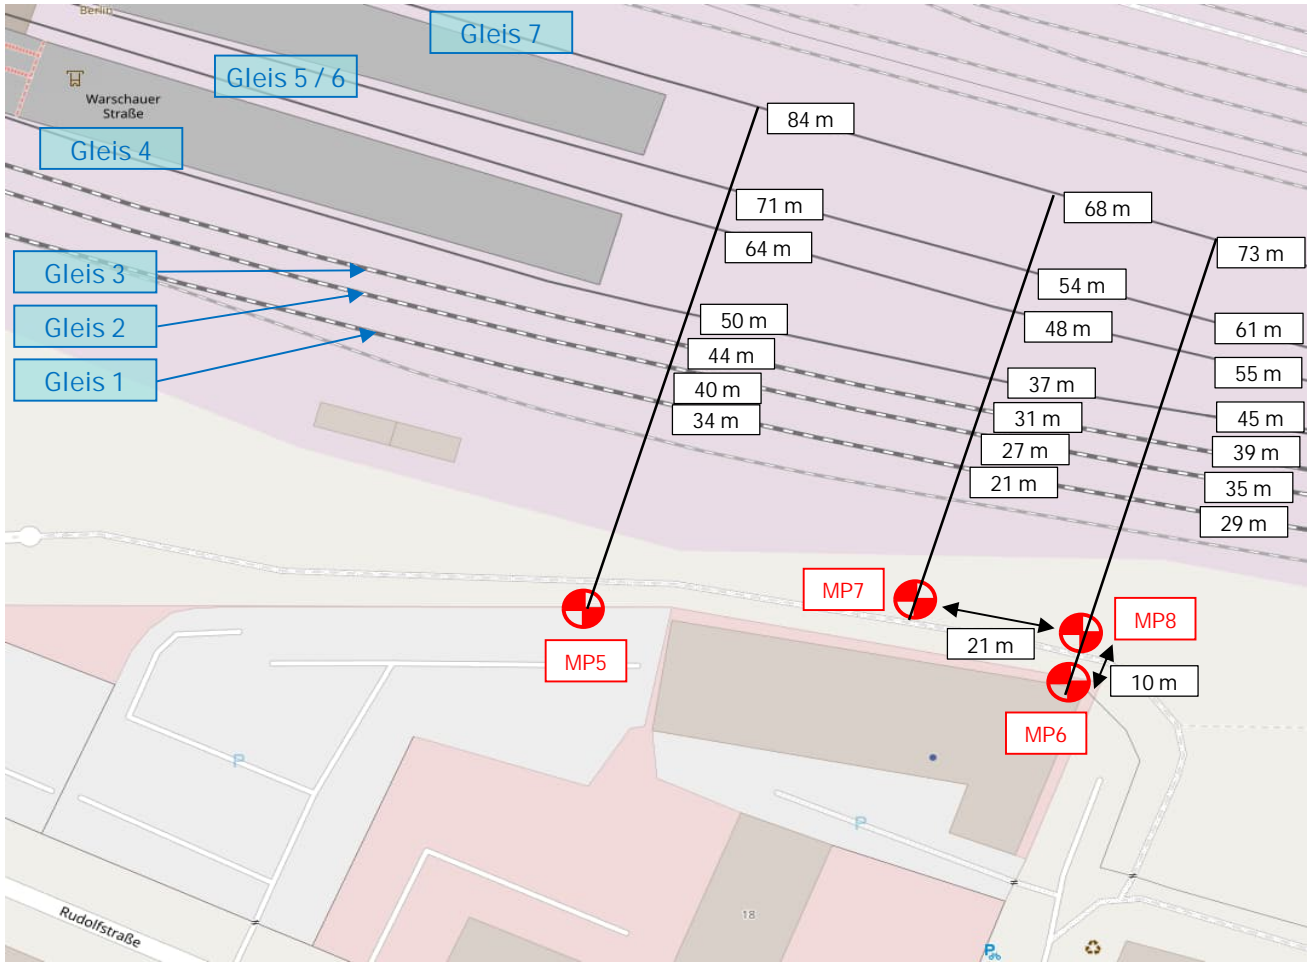 Berlin
Gleis 7
Gleis 5 / 6
Warschauer
Straße
Gleis 4
Gleis 3
Gleis 2
Gleis 1
84 m
71 m
64 m
50 m
44 m
40 m
34 m
68 m
54 m
48 m
37 m
31 m
27 m
21 m
73 m
61 m
55 m
45 m
39 m
35 m
29 m
MP7
MP8
21 m
10 m
MP5
MP6
P
P
18
Rudolfstraße
P